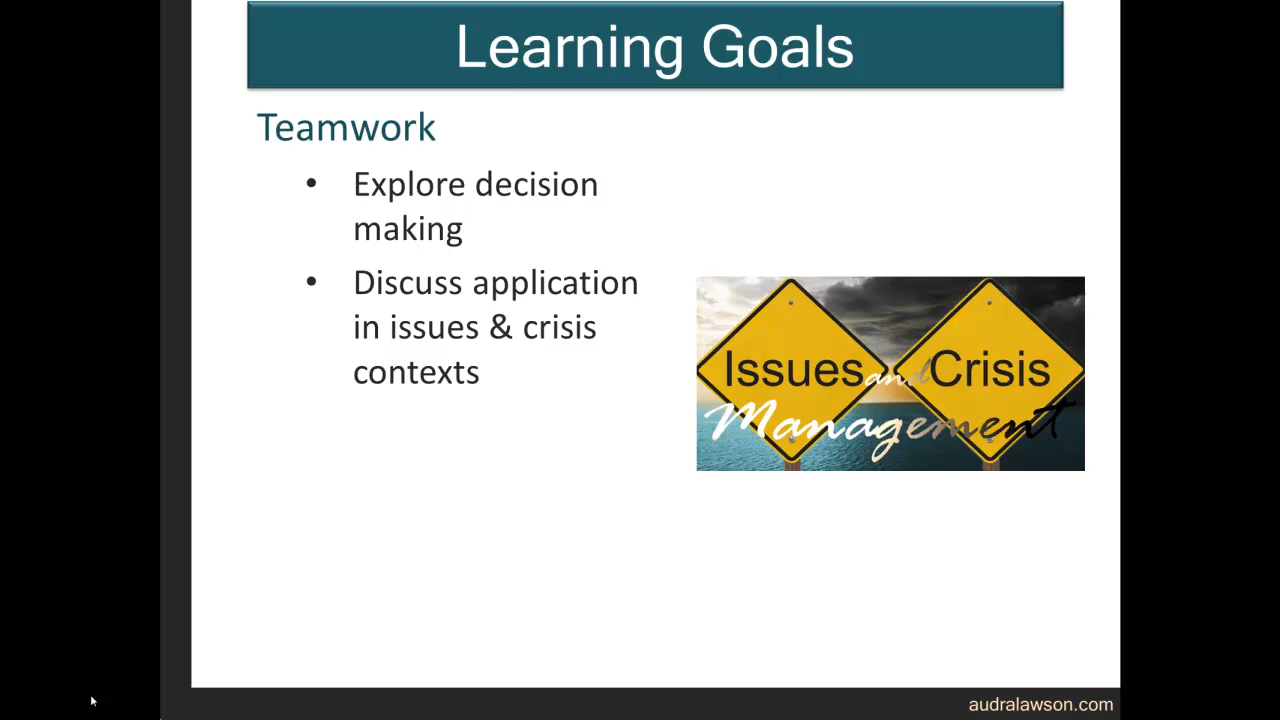 Learning Goals
Teamwork
• Explore decision
making
• Discuss application
in issues & crisis
contexts
Issues and Crisis
Management
audralawson.com